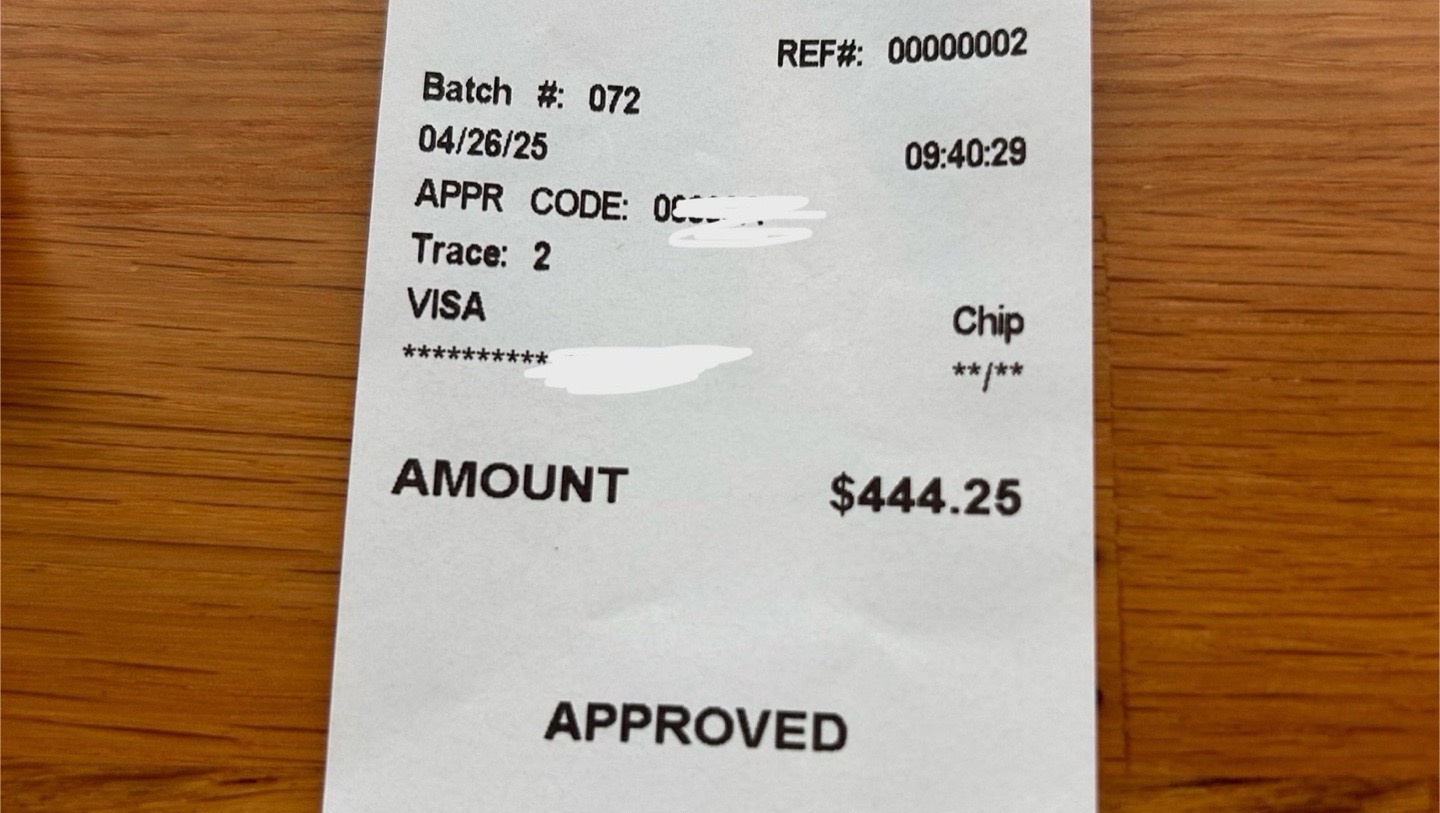 REF#: 00000002
Batch #: 072
04/26/25 09:40:29
APPR CODE:
Trace: 2
VISA Chip
********** **/**
AMOUNT $444.25
APPROVED